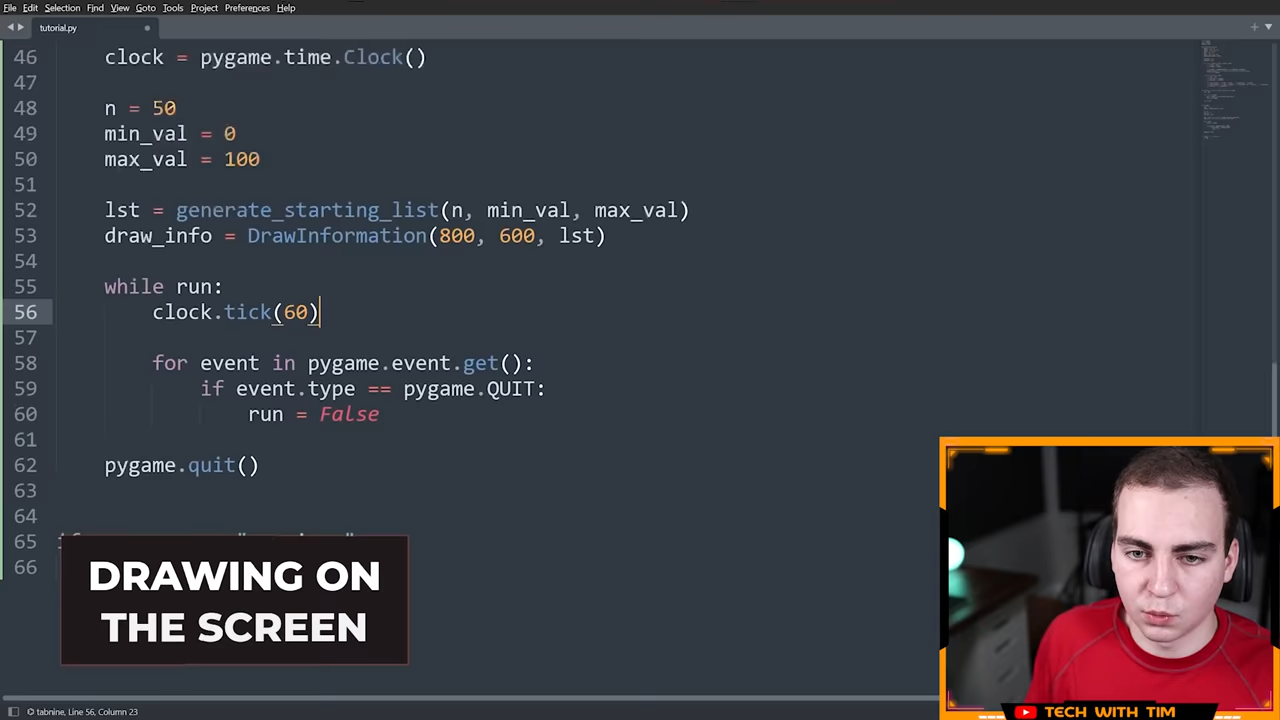 File Edit Selection Find View Goto Tools Project Preferences Help
tutorial.py
46 clock = pygame.time.Clock()
47
48 n = 50
49 min_val = 0
50 max_val = 100
51
52 lst = generate_starting_list(n, min_val, max_val)
53 draw_info = DrawInformation(800, 600, lst)
54
55 while run:
56 clock.tick(60)
57
58 for event in pygame.event.get():
59 if event.type == pygame.QUIT:
60 run = False
61
62 pygame.quit()
63
64
65
66
DRAWING ON
THE SCREEN
TECH WITH TIM
tabnine, Line 56, Column 23